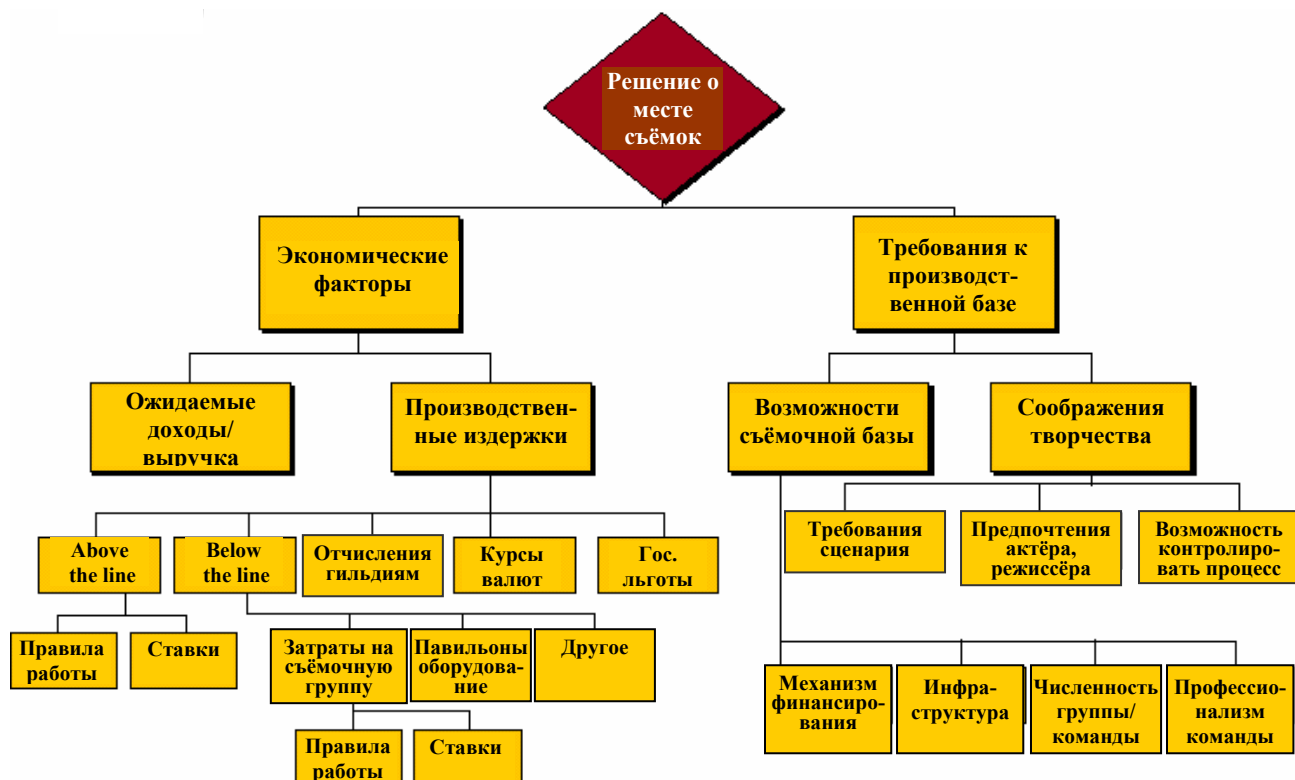 Решение о
месте
съёмок
Экономические
факторы
Требования к
производст-
венной базе
Ожидаемые
доходы/
выручка
Производствен-
ные издержки
Возможности
съёмочной базы
Соображения
творчества
Above
the line
Below
the line
Отчисления
гильдиям
Курсы
валют
Гос.
льготы
Требования
сценария
Предпочтения
актёра,
режиссёра
Возможность
контролиро-
вать процесс
Правила
работы
Ставки
Затраты на
съёмочную
группу
Павильоны
оборудова-
ние
Другое
Механизм
финансиро-
вания
Инфра-
структура
Численность
группы/
команды
Профессио-
нализм
команды
Правила
работы
Ставки